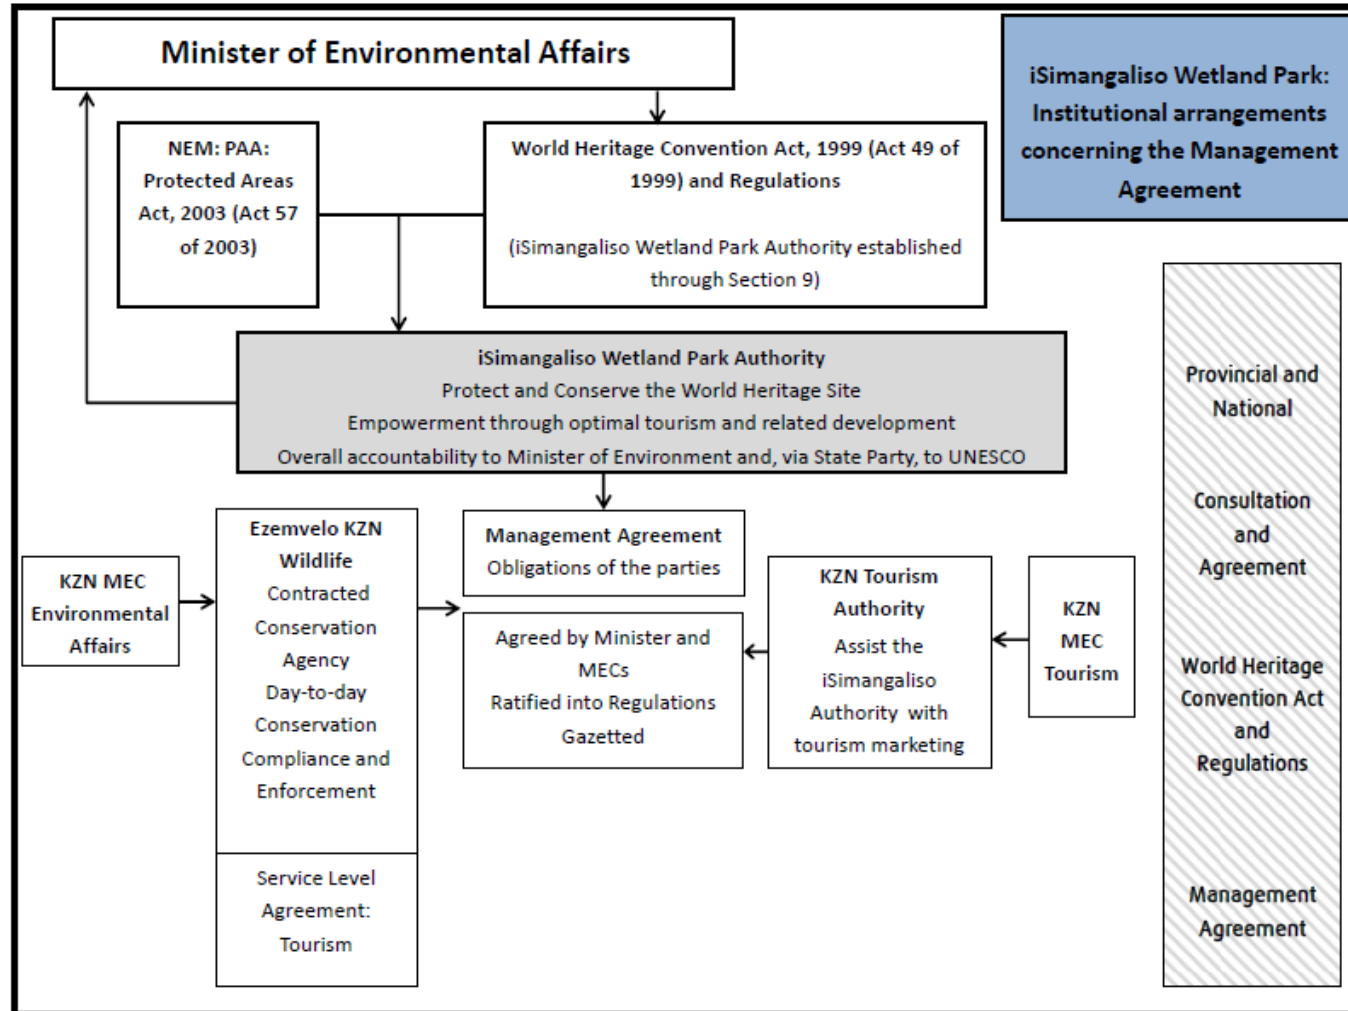 Minister of Environmental Affairs
iSimangaliso Wetland Park:
Institutional arrangements
concerning the Management
Agreement
NEM: PAA:
Protected Areas
Act, 2003 (Act 57
of 2003)
World Heritage Convention Act, 1999 (Act 49 of
1999) and Regulations
(iSimangaliso Wetland Park Authority established
through Section 9)
iSimangaliso Wetland Park Authority
Protect and Conserve the World Heritage Site
Empowerment through optimal tourism and related development
Overall accountability to Minister of Environment and, via State Party, to UNESCO
KZN MEC
Environmental
Affairs
Ezemvelo KZN
Wildlife
Contracted
Conservation
Agency
Day-to-day
Conservation
Compliance and
Enforcement
Service Level
Agreement:
Tourism
Management Agreement
Obligations of the parties
Agreed by Minister and
MECs
Ratified into Regulations
Gazetted
KZN Tourism
Authority
Assist the
iSimangaliso
Authority with
tourism marketing
KZN
MEC
Tourism
Provincial and
National
Consultation
and
Agreement
World Heritage
Convention Act
and
Regulations
Management
Agreement